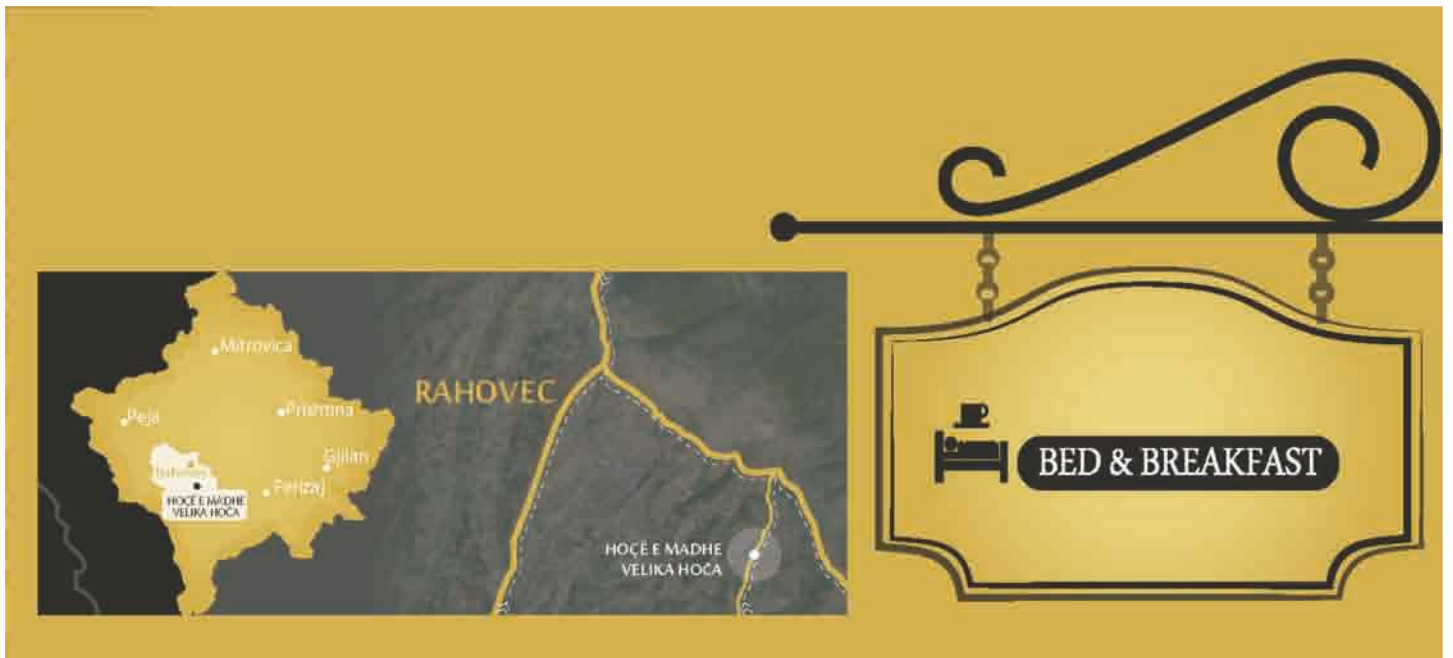 Mitrovica
Peja
Prishtina
Gjilan
Ferizaj
HOÇË E MADHE
VELIKA HOČA
RAHOVEC
HOÇË E MADHE
VELIKA HOČA
BED & BREAKFAST